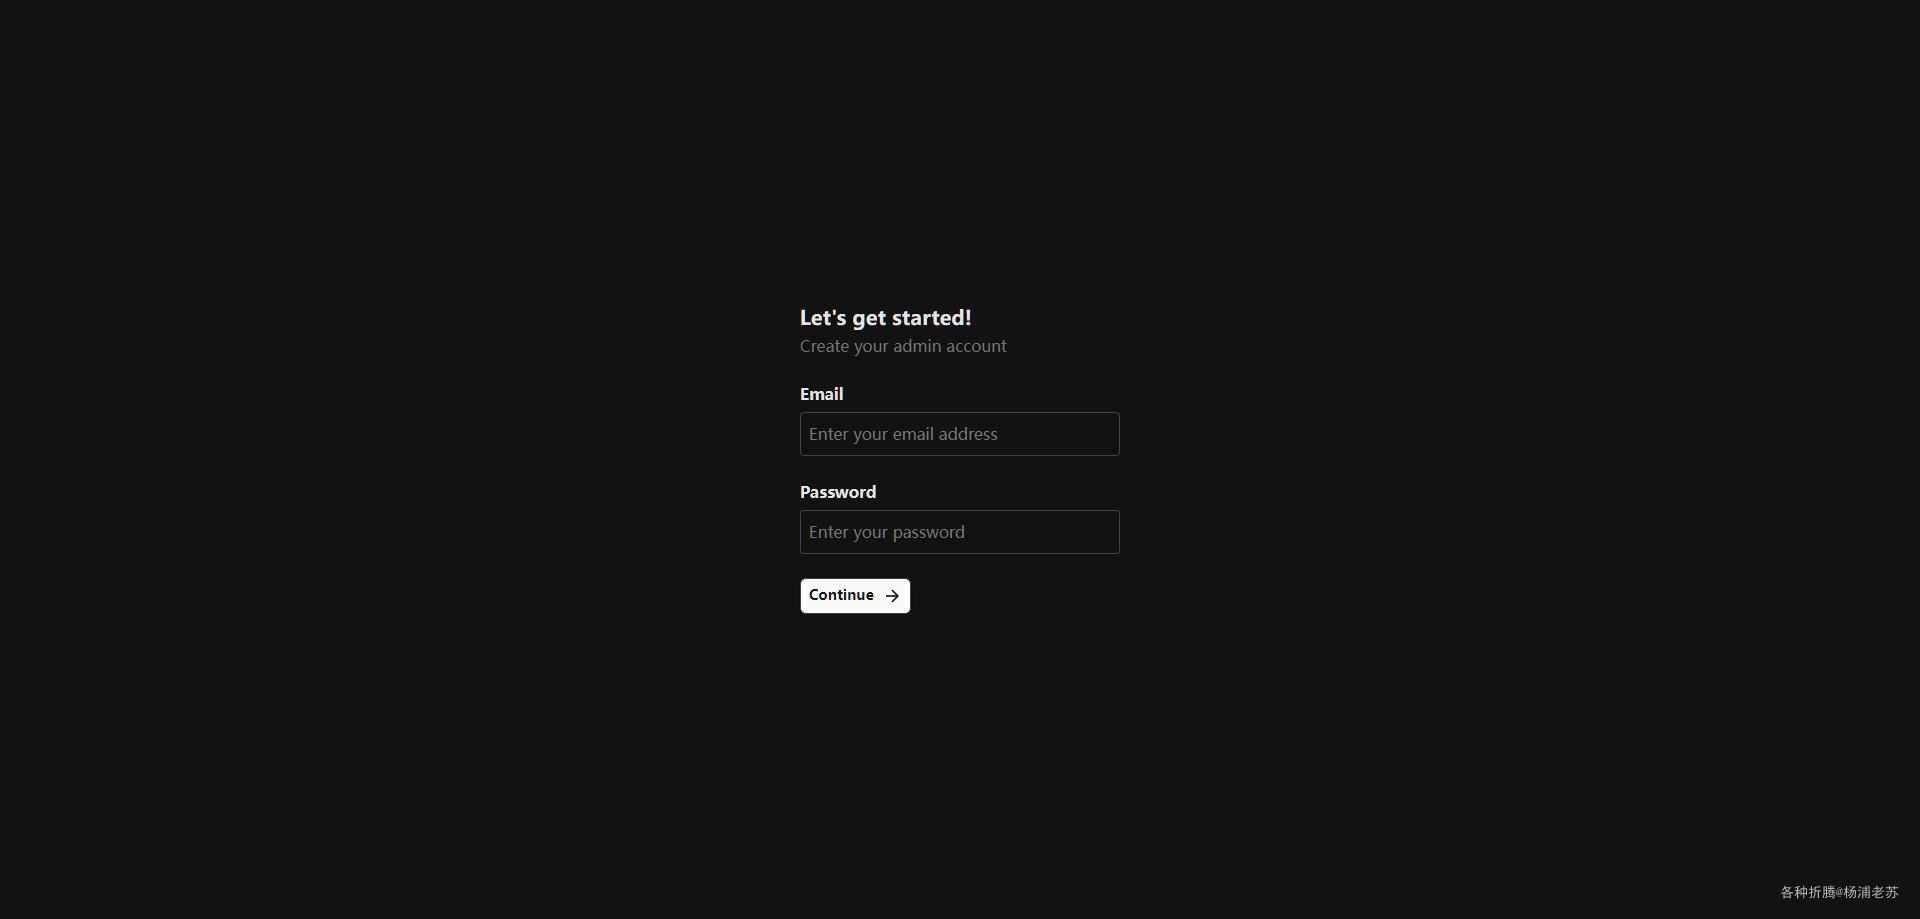 Let's get started!
Create your admin account
Email
Enter your email address
Password
Enter your password
Continue
各种折腾@杨浦老苏